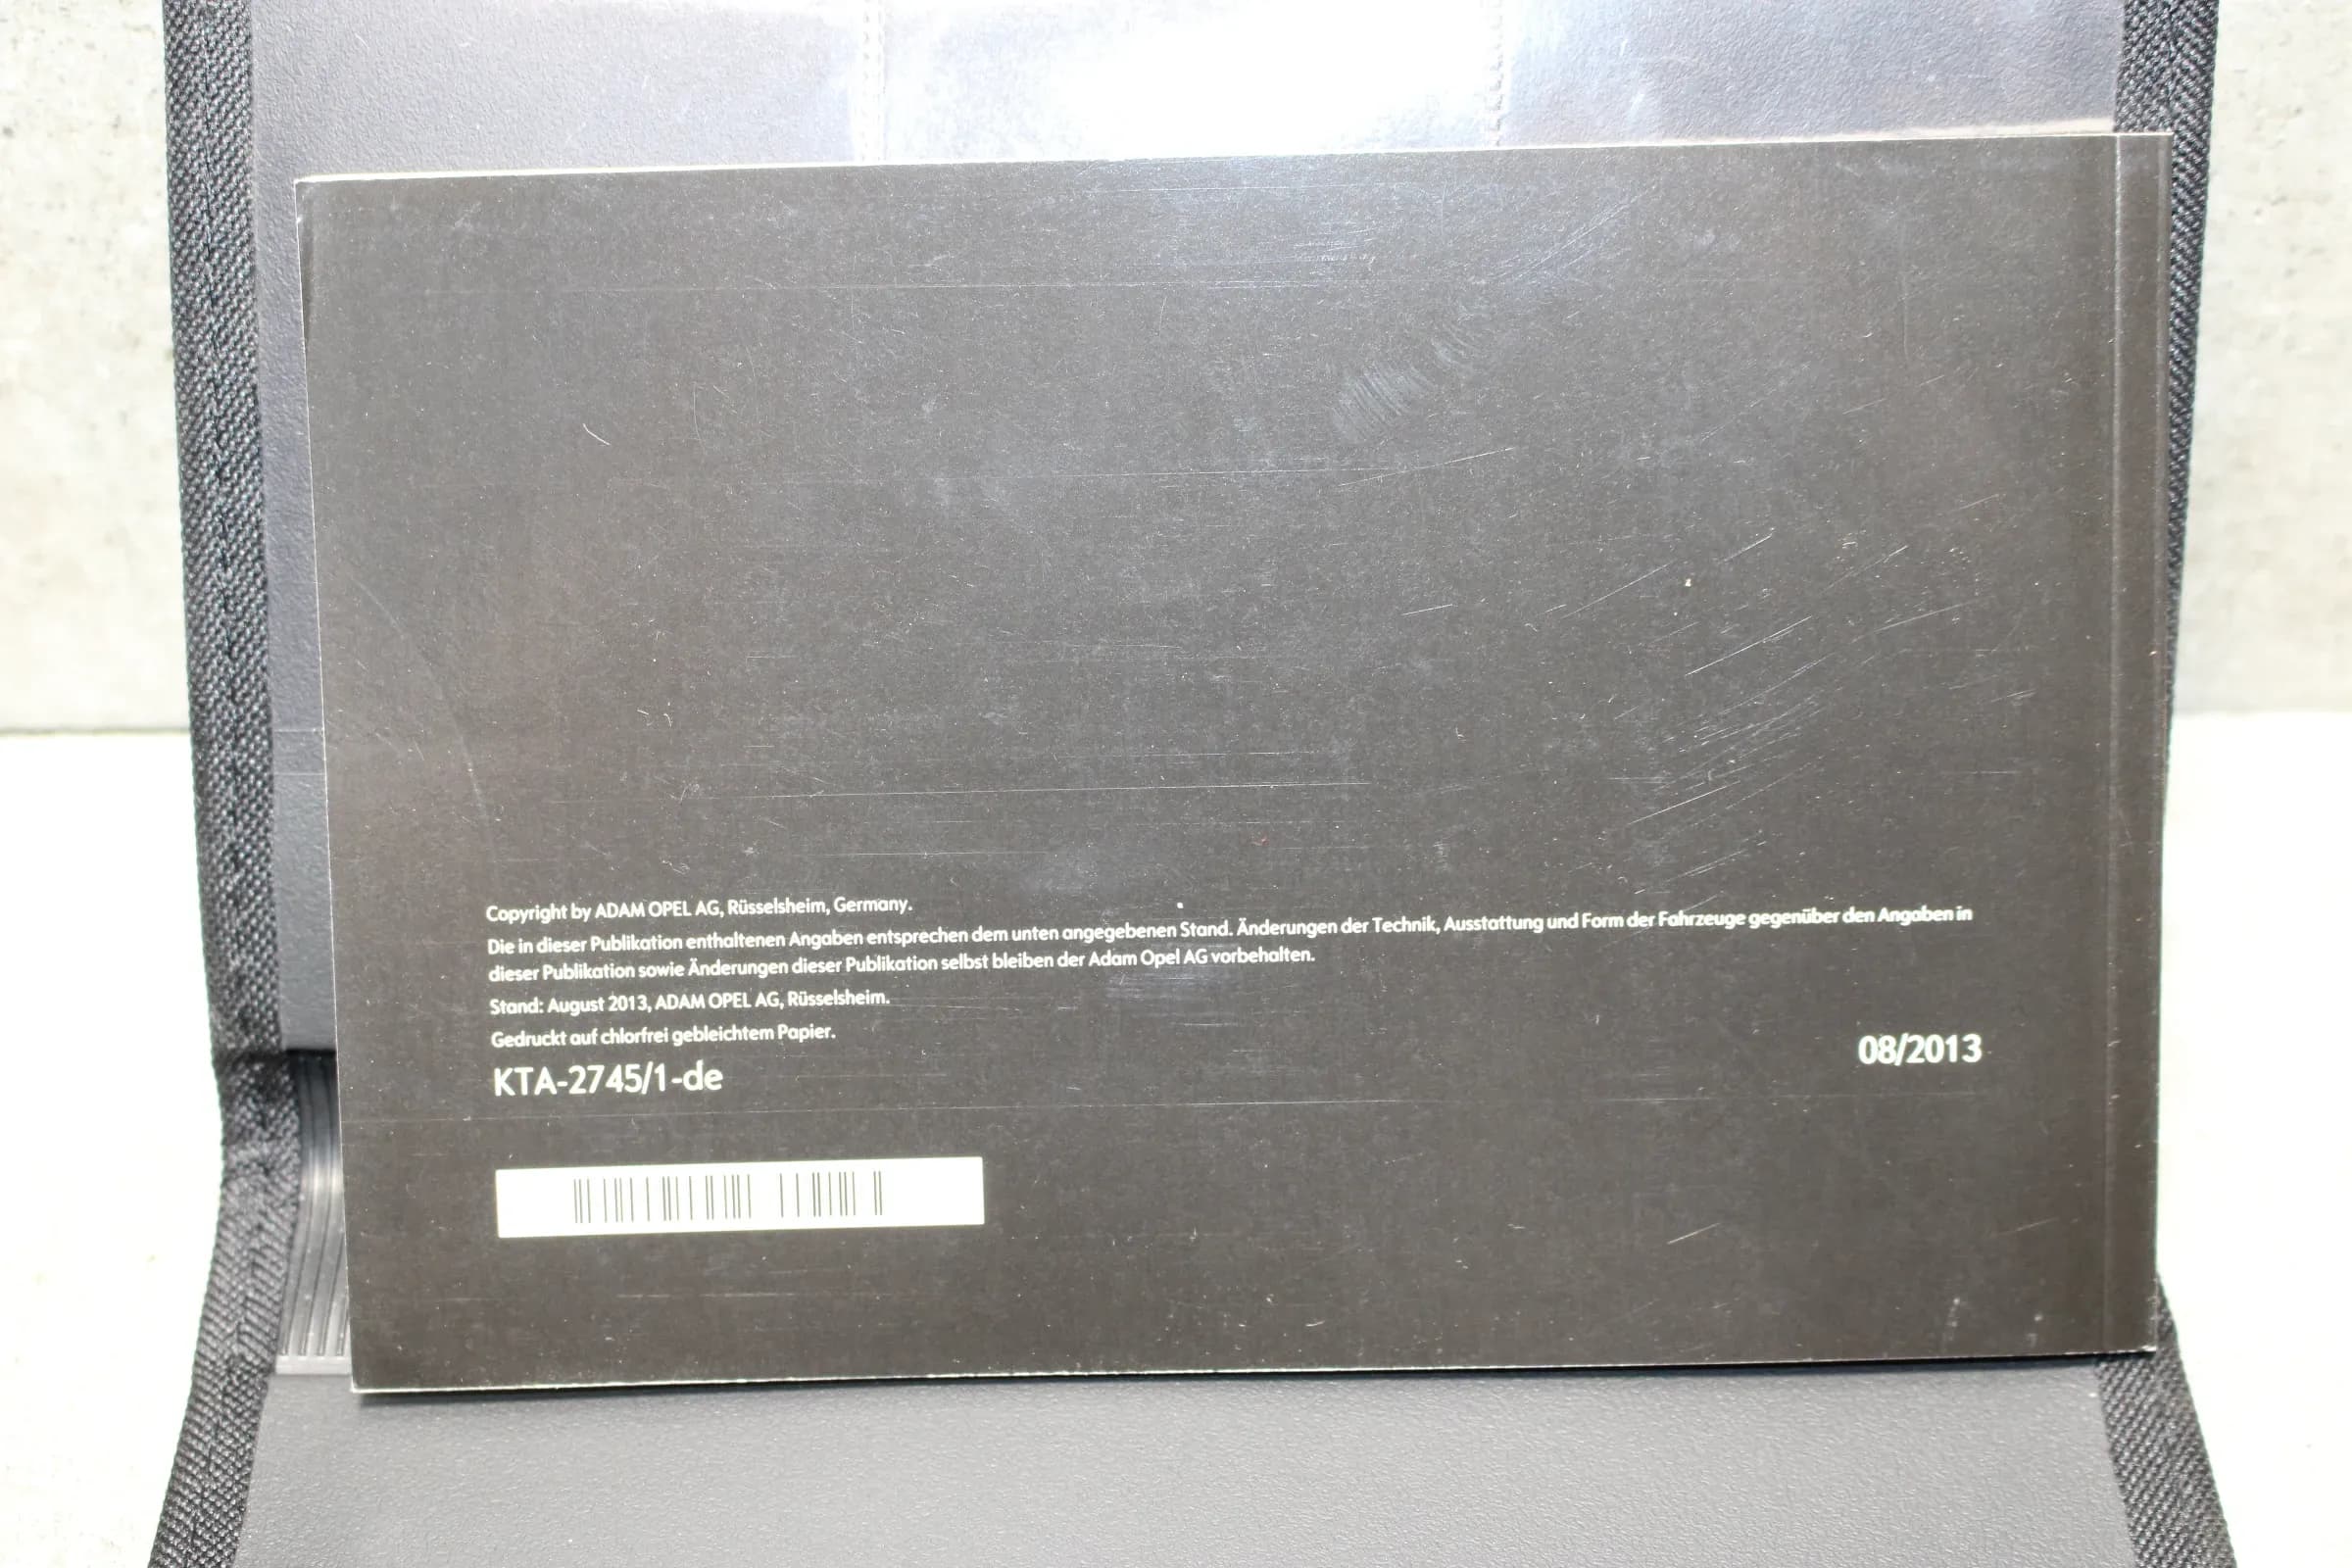 Copyright by ADAM OPEL AG, Rüsselsheim, Germany.
Die in dieser Publikation enthaltenen Angaben entsprechen dem unten angegebenen Stand. Änderungen der Technik, Ausstattung und Form der Fahrzeuge gegenüber den Angaben in
dieser Publikation sowie Änderungen dieser Publikation selbst bleiben der Adam Opel AG vorbehalten.
Stand: August 2013, ADAM OPEL AG, Rüsselsheim.
Gedruckt auf chlorfrei gebleichtem Papier.
KTA-2745/1-de
08/2013